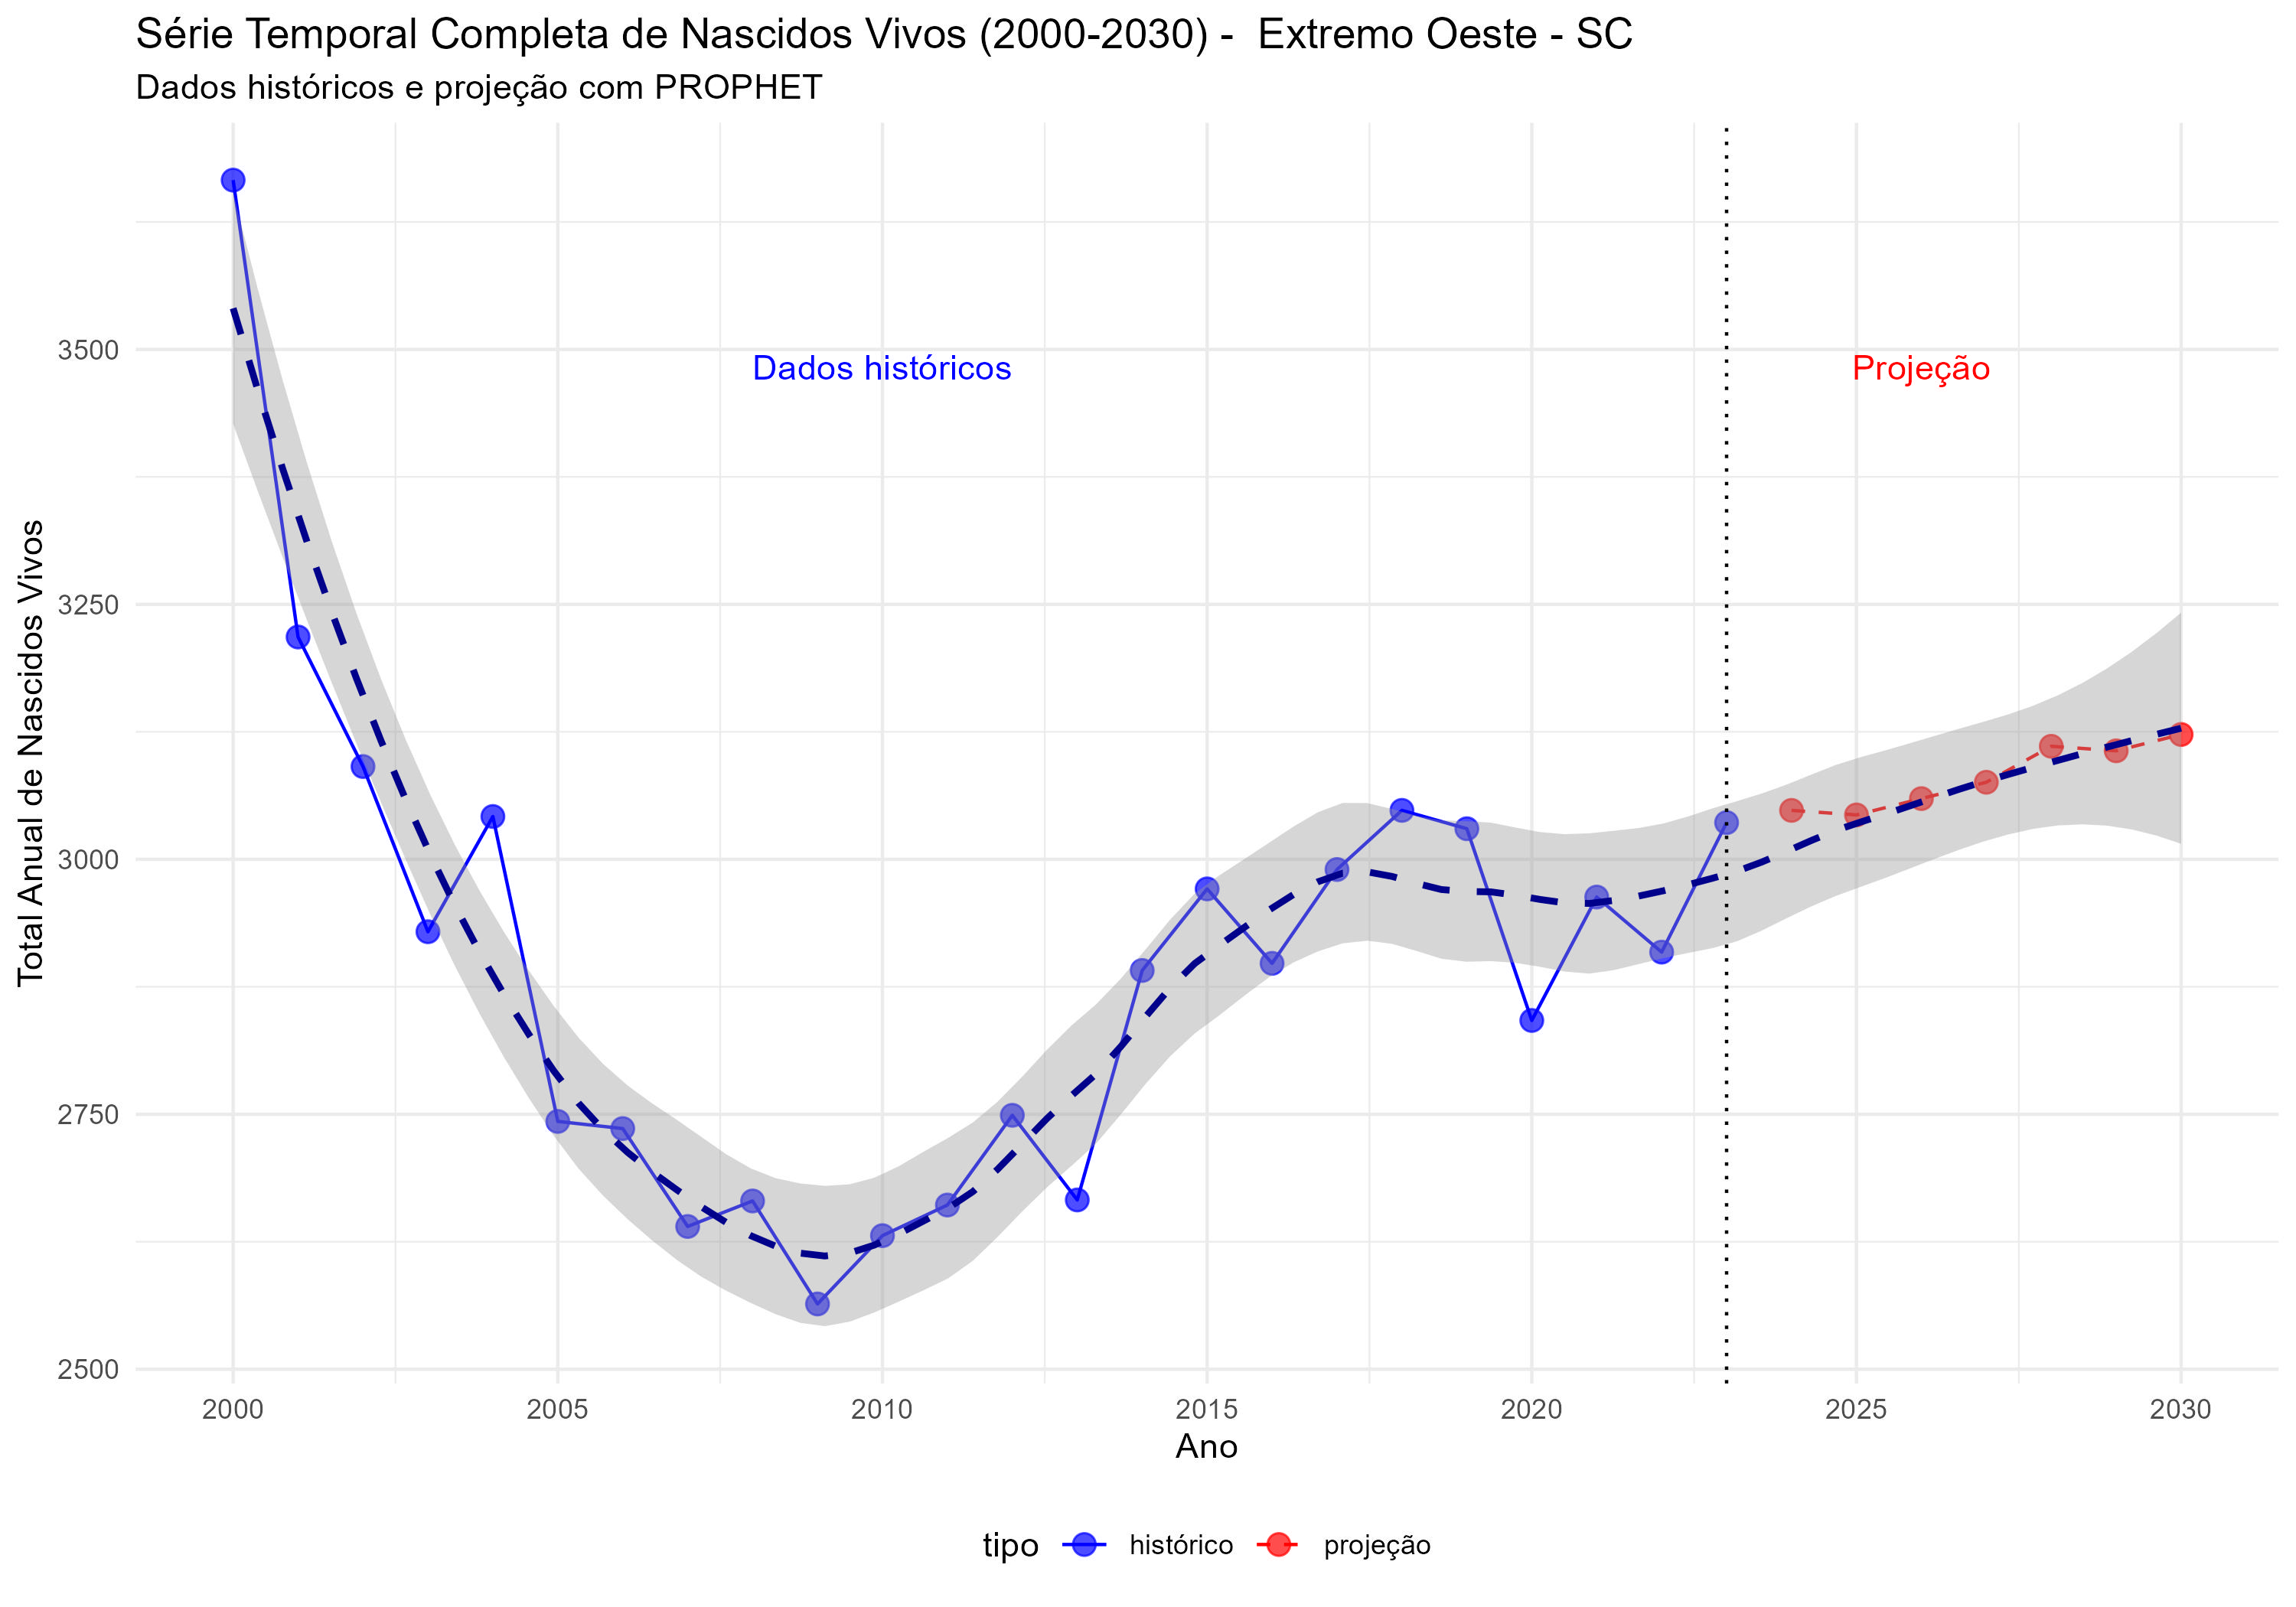 Série Temporal Completa de Nascidos Vivos (2000-2030) -  Extremo Oeste - SC
Dados históricos e projeção com PROPHET
Total Anual de Nascidos Vivos
3500
3250
3000
2750
2500
Dados históricos
Projeção
2000
2005
2010
2015
2020
2025
2030
Ano
tipo
histórico
projeção